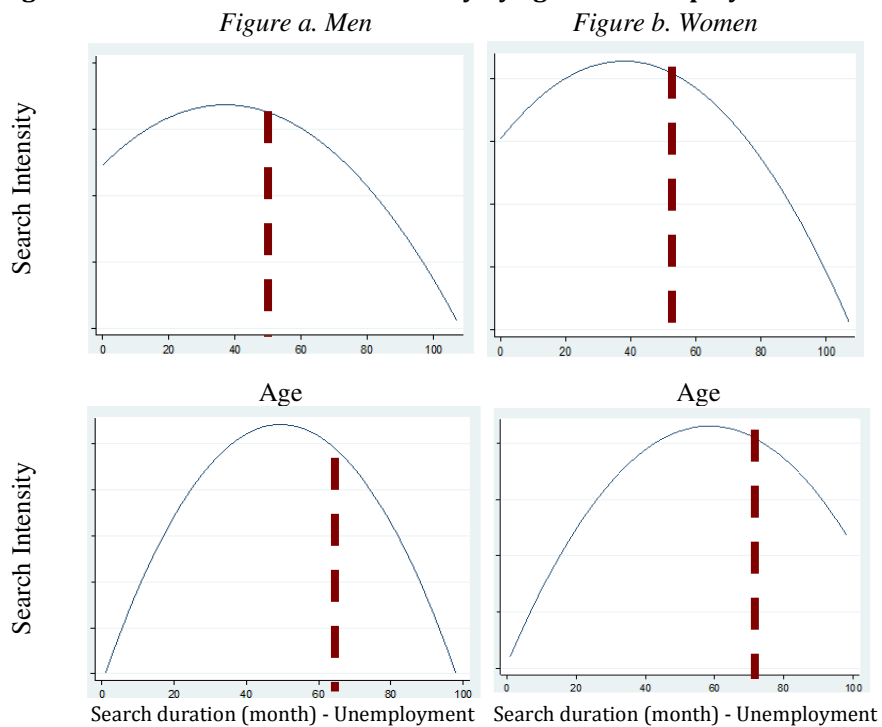 Figure a. Men
Figure b. Women
Search Intensity
0 20 40 60 80 100
0 20 40 60 80 100
Age
Age
Search Intensity
0 20 40 60 80 100
0 20 40 60 80 100
Search duration (month) - Unemployment
Search duration (month) - Unemployment